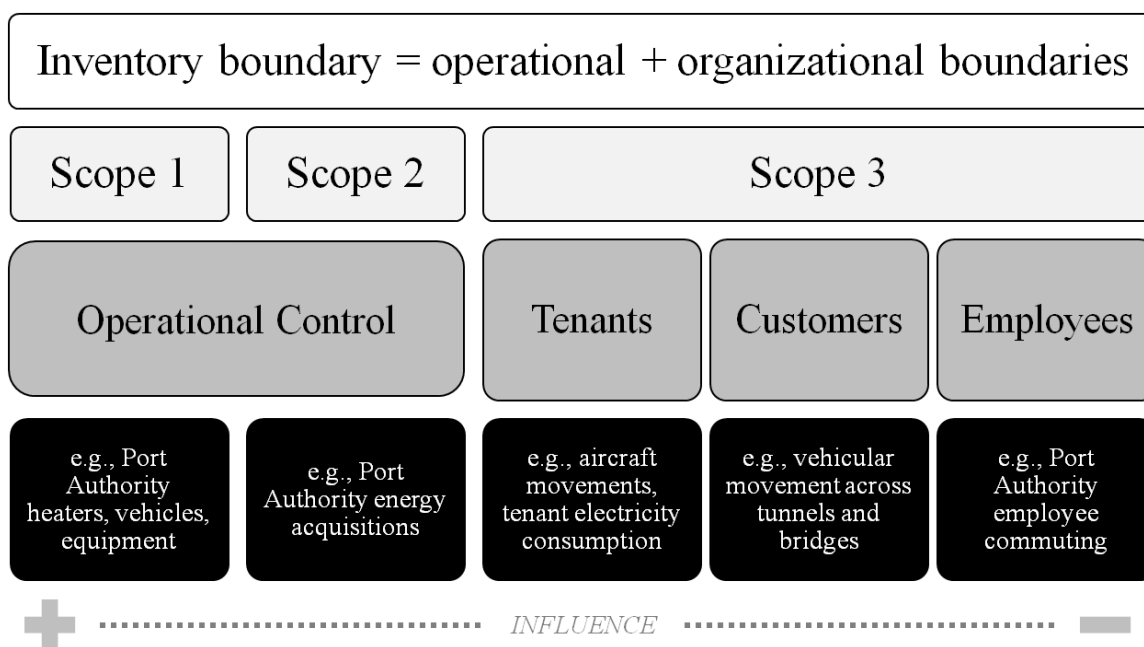 Inventory boundary = operational + organizational boundaries
Scope 1
Scope 2
Scope 3
Operational Control
Tenants
Customers
Employees
e.g., Port
Authority
heaters, vehicles,
equipment
e.g., Port
Authority energy
acquisitions
e.g., aircraft
movements,
tenant electricity
consumption
e.g., vehicular
movement across
tunnels and
bridges
e.g., Port
Authority
employee
commuting
INFLUENCE